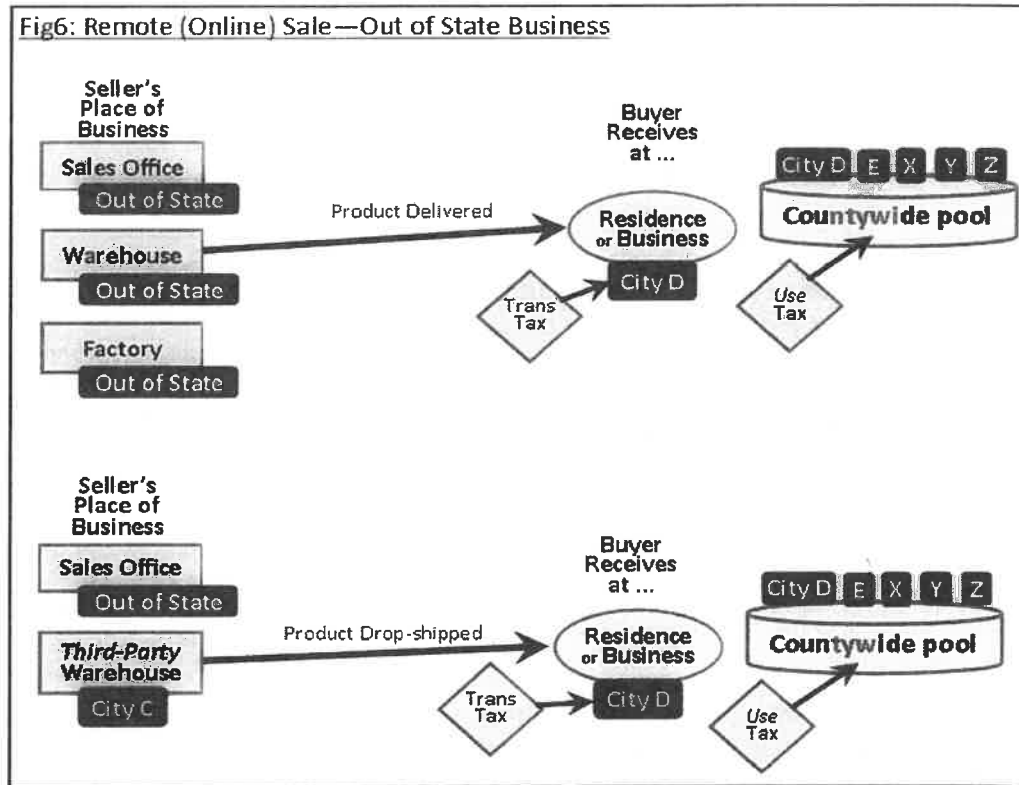 Fig6: Remote (Online) Sale—Out of State Business
Seller's
Place of
Business
Sales Office
Out of State
Warehouse
Out of State
Factory
Out of State
Product Delivered
Buyer
Receives
at ...
Residence
or Business
City D
Trans
Tax
City D E X Y Z
Countywide pool
Use
Tax
Seller's
Place of
Business
Sales Office
Out of State
Third-Party
Warehouse
City C
Product Drop-shipped
Buyer
Receives
at ...
Residence
or Business
City D
Trans
Tax
City D E X Y Z
Countywide pool
Use
Tax